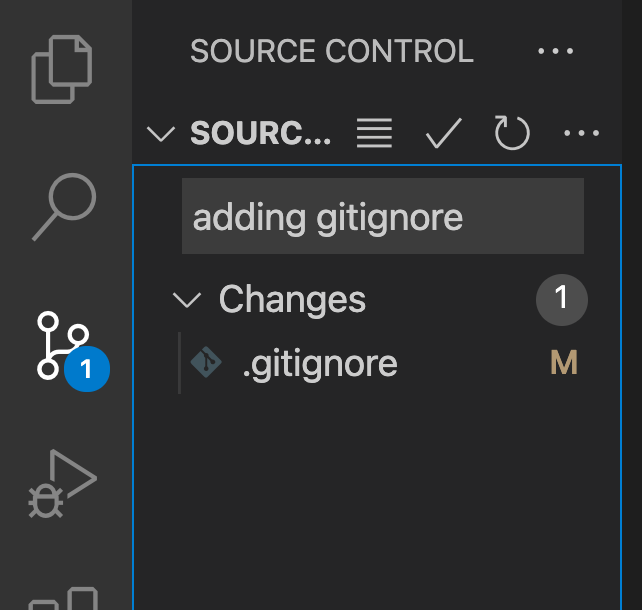 SOURCE CONTROL ...
SOURC... ...
adding gitignore
Changes 1
.gitignore M
1